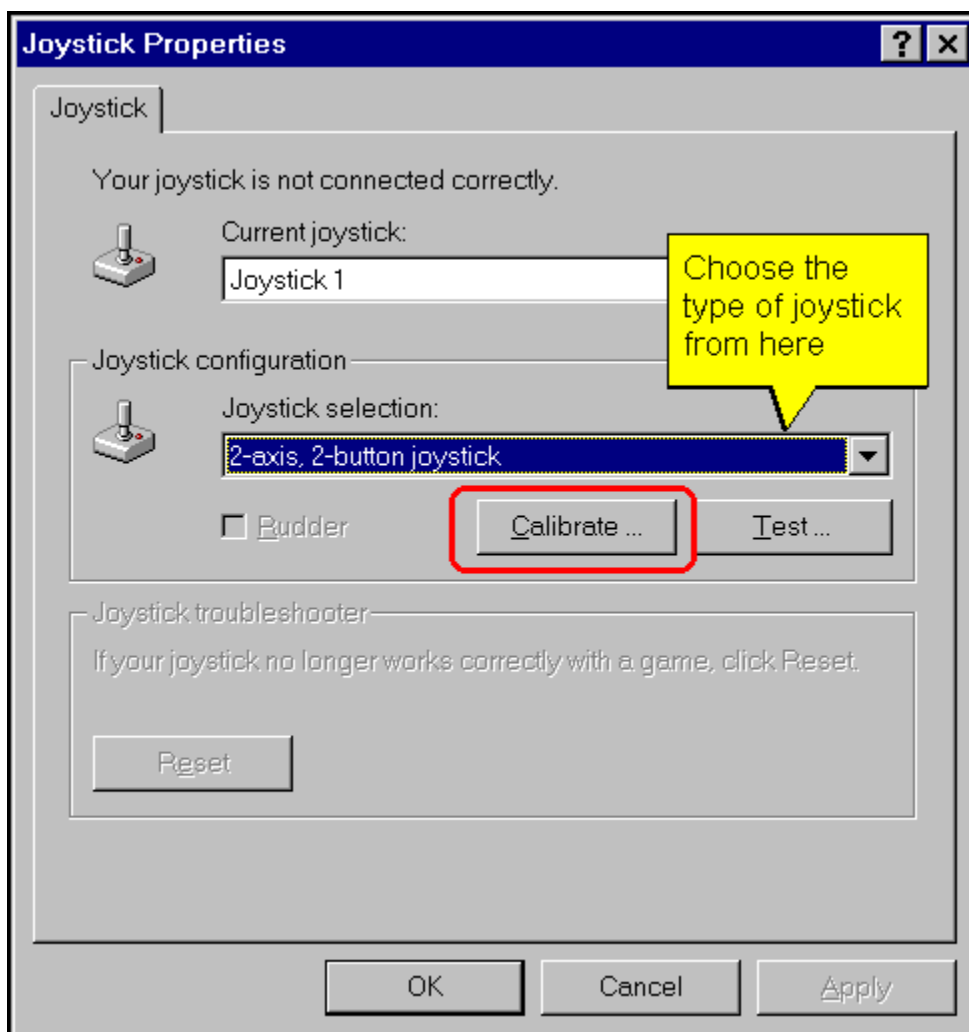 Joystick Properties
Joystick
Your joystick is not connected correctly.
Current joystick:
Joystick 1
Choose the
type of joystick
from here
Joystick configuration
Joystick selection:
2-axis, 2-button joystick
Rudder
Calibrate ...
Test ...
Joystick troubleshooter
If your joystick no longer works correctly with a game, click Reset.
Reset
OK
Cancel
Apply